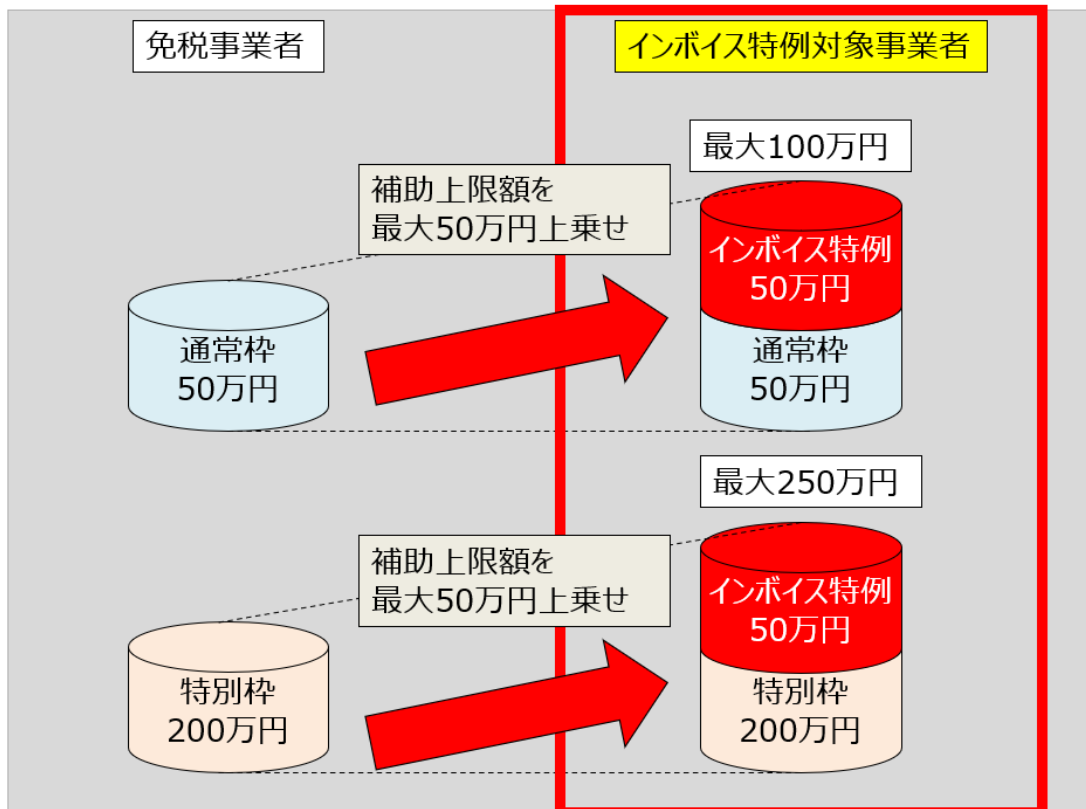 免税事業者
インボイス特例対象事業者
最大100万円
補助上限額を
最大50万円上乗せ
インボイス特例
50万円
通常枠
50万円
通常枠
50万円
最大250万円
補助上限額を
最大50万円上乗せ
インボイス特例
50万円
特別枠
200万円
特別枠
200万円